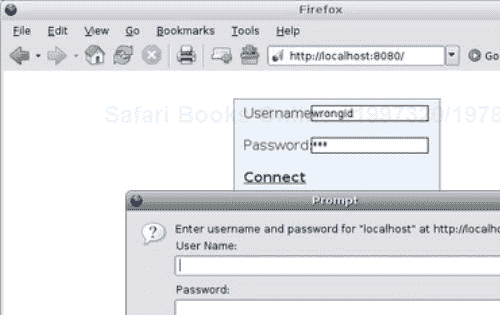 Firefox
File Edit View Go Bookmarks Tools Help
http://localhost:8080/ Go
Username wrongid
Safari Books
Password ***
Connect
Prompt
Enter username and password for "localhost" at http://localho
User Name:
Password: